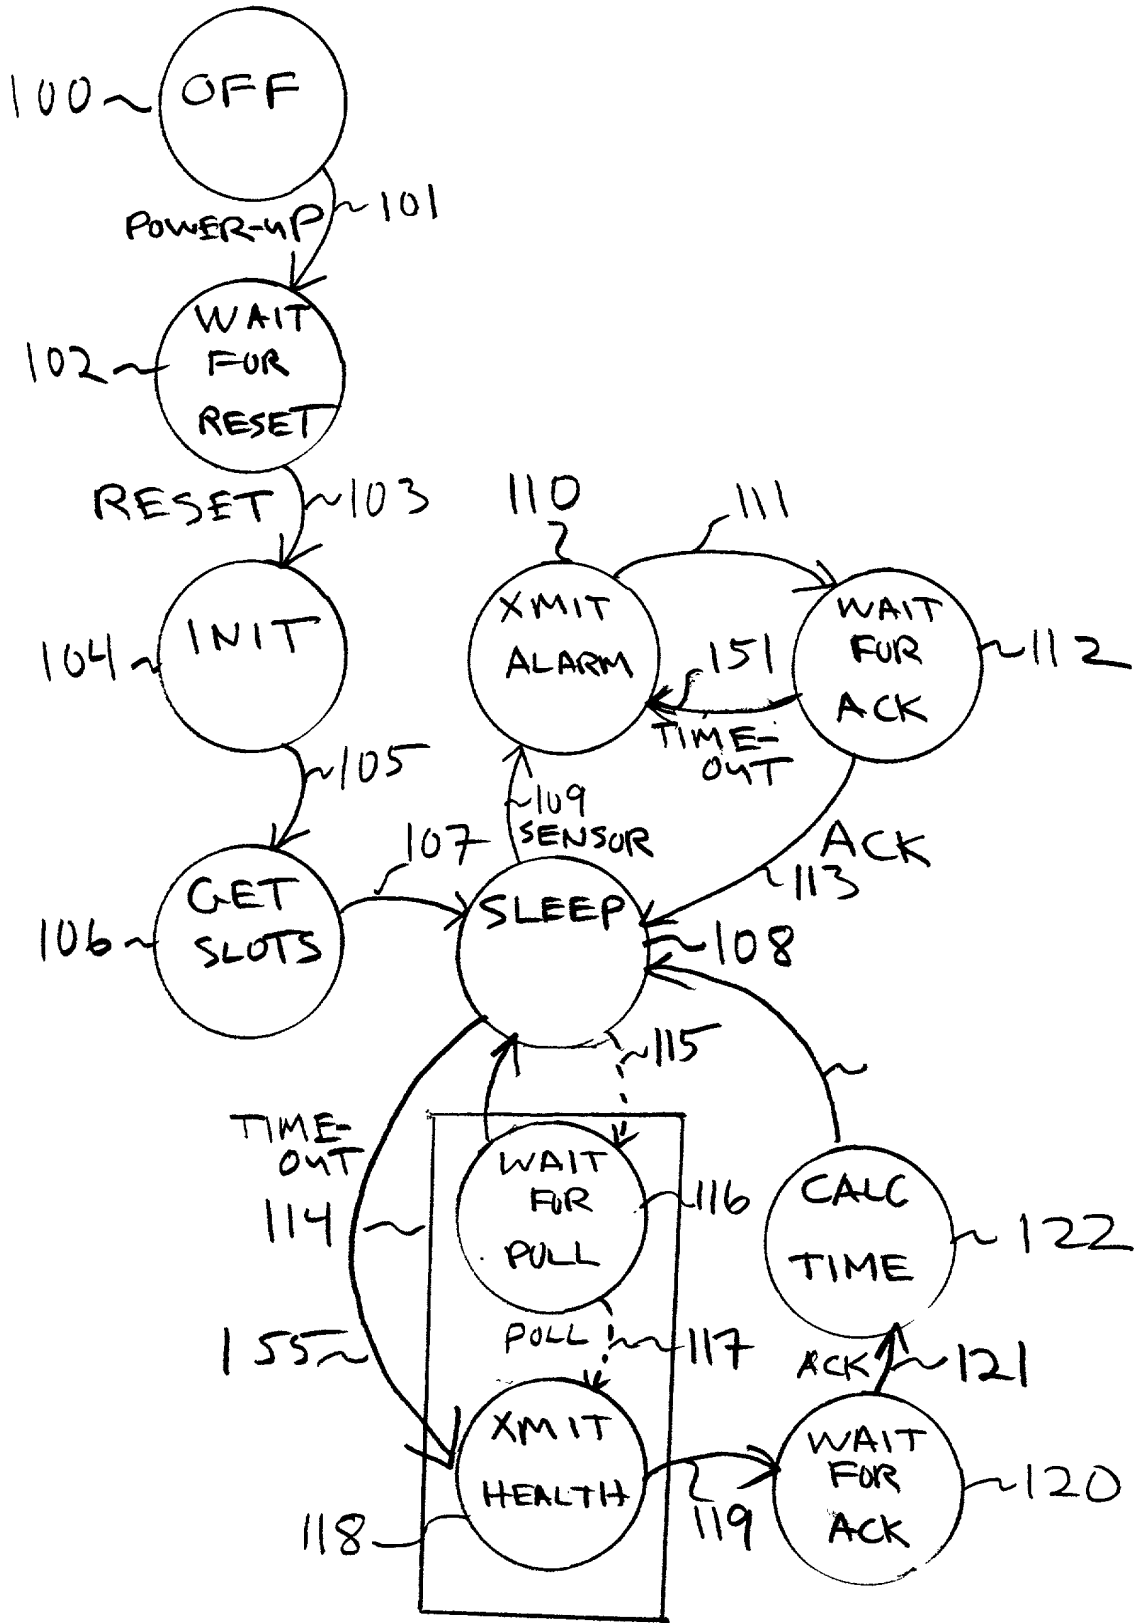 100
OFF
POWER-UP
101
102
WAIT
FOR
RESET
RESET
103
104
INIT
105
106
GET
SLOTS
107
110
XMIT
ALARM
111
WAIT
FOR
ACK
112
151
TIME-
OUT
109
SENSOR
ACK
113
SLEEP
108
115
TIME-
OUT
114
WAIT
FOR
PULL
116
155
POLL
117
XMIT
HEALTH
118
119
WAIT
FOR
ACK
120
ACK
121
CALC
TIME
122